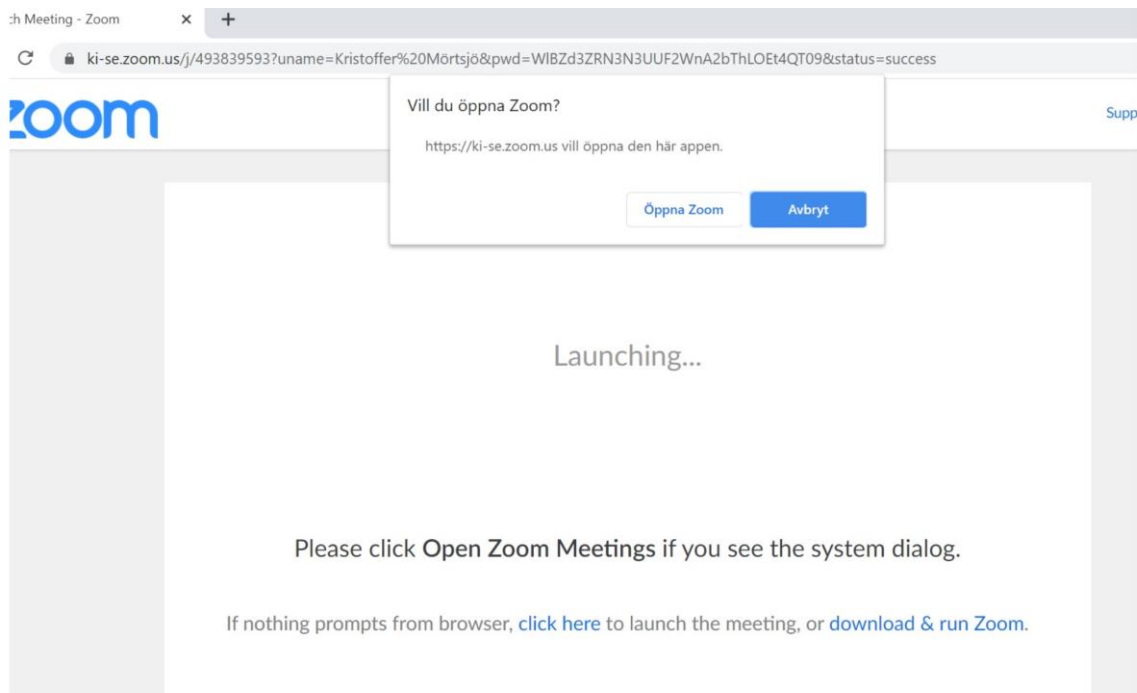 ch Meeting - Zoom
ki-se.zoom.us/j/493839593?uname=Kristoffer%20Mörtsjö&pwd=WlBZd3ZRN3N3UUF2WnA2bThLOEt4QT09&status=success
zoom
Vill du öppna Zoom?
Supp
https://ki-se.zoom.us vill öppna den här appen.
Öppna Zoom Avbryt
Launching...
Please click Open Zoom Meetings if you see the system dialog.
If nothing prompts from browser, click here to launch the meeting, or download & run Zoom.